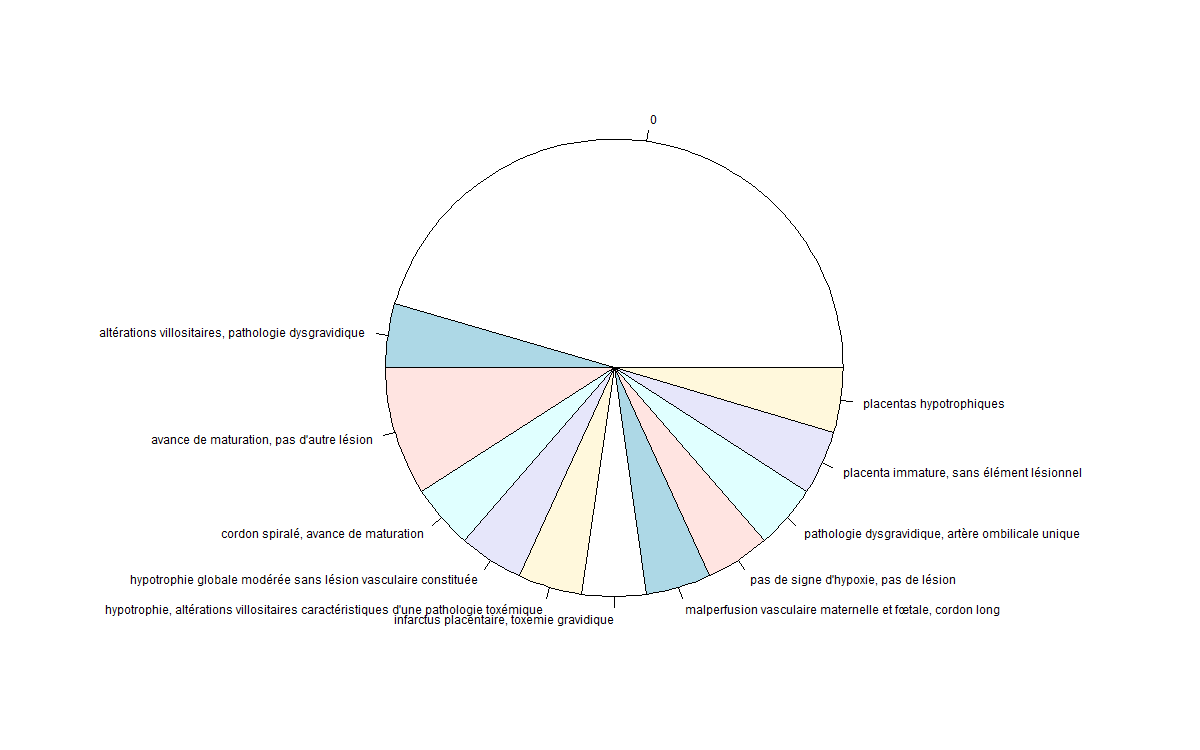 0
altérations villositaires, pathologie dysgravidique
placentas hypotrophiques
avance de maturation, pas d'autre lésion
placenta immature, sans élément lésionnel
cordon spiralé, avance de maturation
pathologie dysgravidique, artère ombilicale unique
hypotrophie globale modérée sans lésion vasculaire constituée
pas de signe d'hypoxie, pas de lésion
hypotrophie, altérations villositaires caractéristiques d'une pathologie toxémique
malperfusion vasculaire maternelle et fœtale, cordon long
infarctus placentaire, toxemie gravidique